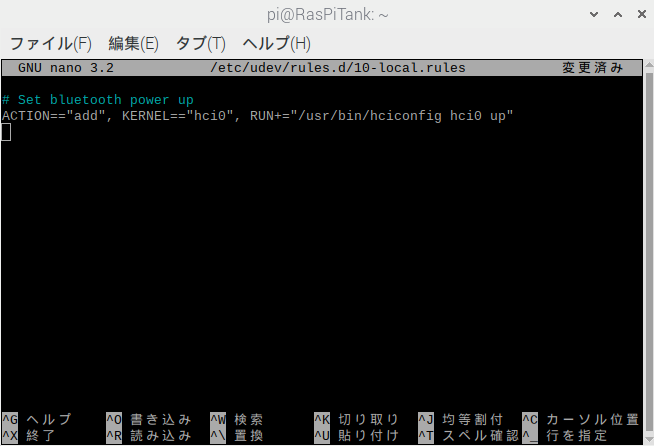 pi@RasPiTank: ~
ファイル(F) 編集(E) タブ(T) ヘルプ(H)
GNU nano 3.2 /etc/udev/rules.d/10-local.rules 変更済み
# Set bluetooth power up
ACTION=="add", KERNEL=="hci0", RUN+="/usr/bin/hciconfig hci0 up"
^G ヘルプ ^O 書き込み ^W 検索 ^K 切り取り ^J 均等割付 ^C カーソル位置
^X 終了 ^R 読み込み ^\ 置換 ^U 貼り付け ^T スペル確認 ^_ 行を指定